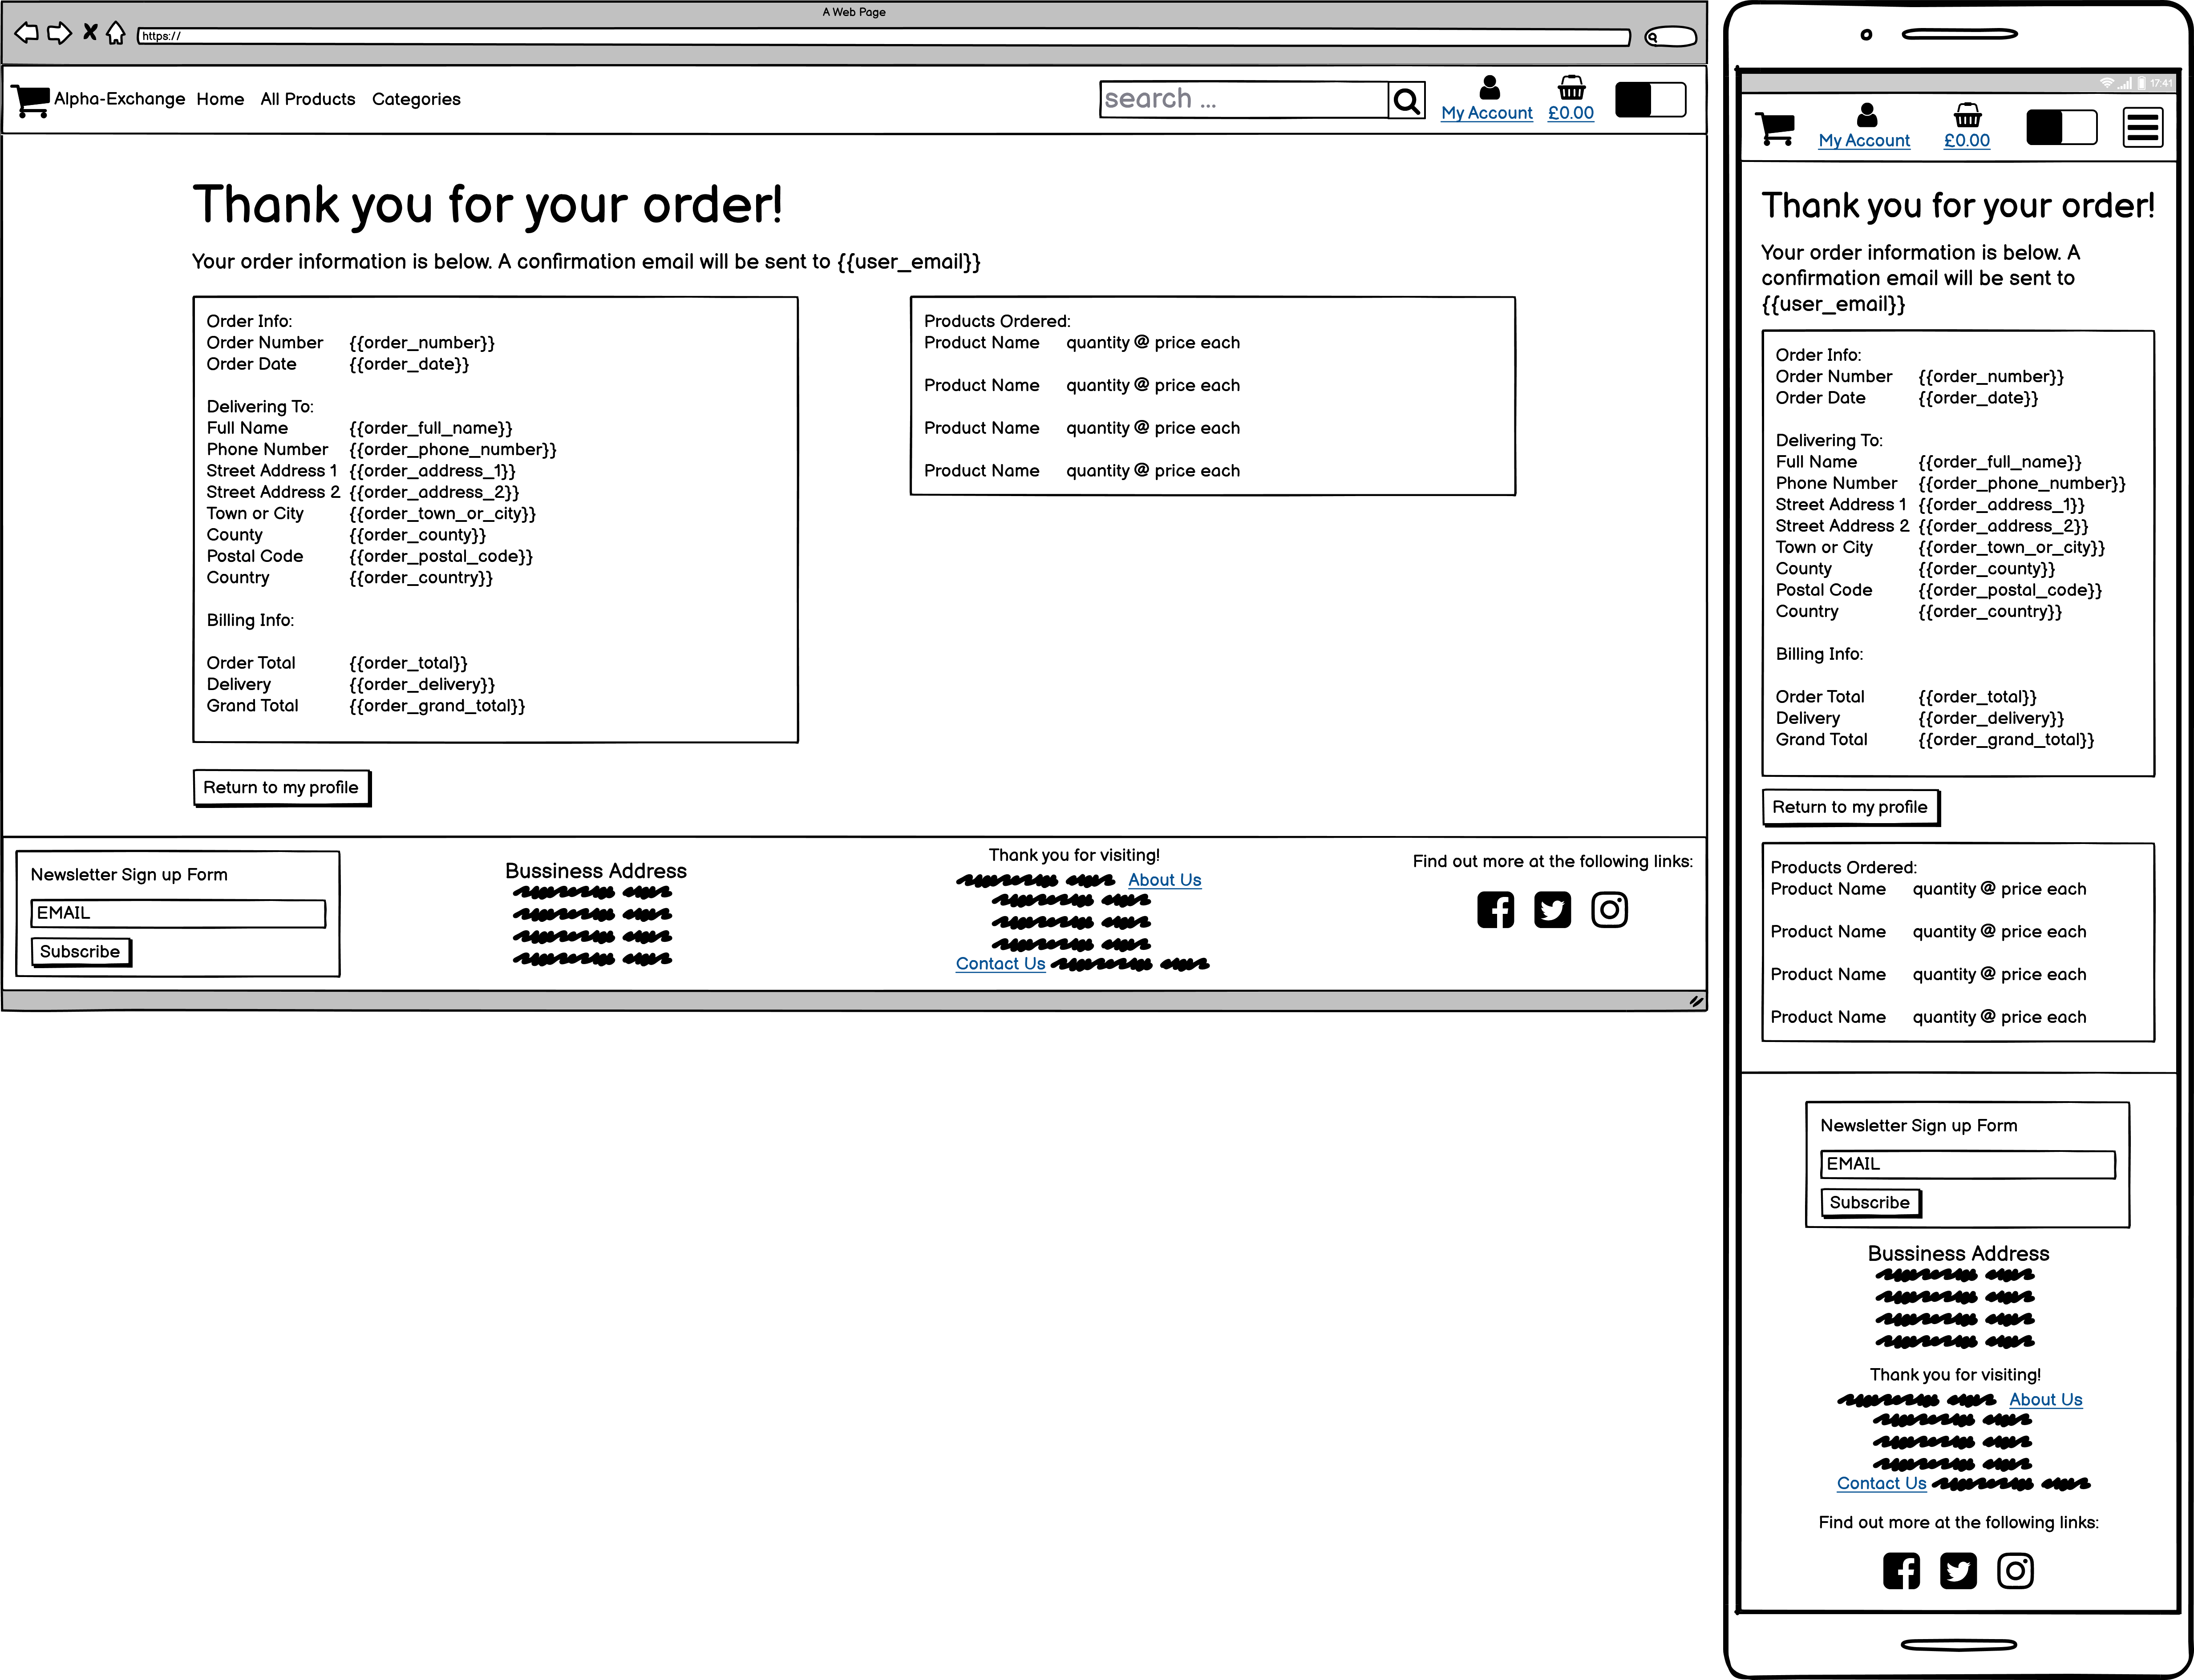 A Web Page
https://
Alpha-Exchange Home All Products Categories
search ...
My Account £0.00
Thank you for your order!
Your order information is below. A confirmation email will be sent to {{user_email}}
Order Info:
Order Number {{order_number}}
Order Date {{order_date}}
Delivering To:
Full Name {{order_full_name}}
Phone Number {{order_phone_number}}
Street Address 1 {{order_address_1}}
Street Address 2 {{order_address_2}}
Town or City {{order_town_or_city}}
County {{order_county}}
Postal Code {{order_postal_code}}
Country {{order_country}}
Billing Info:
Order Total {{order_total}}
Delivery {{order_delivery}}
Grand Total {{order_grand_total}}
Products Ordered:
Product Name quantity @ price each
Product Name quantity @ price each
Product Name quantity @ price each
Product Name quantity @ price each
Return to my profile
Newsletter Sign up Form
EMAIL
Subscribe
Bussiness Address
Thank you for visiting!
About Us
Contact Us
Find out more at the following links:
17:41
My Account £0.00
Thank you for your order!
Your order information is below. A
confirmation email will be sent to
{{user_email}}
Order Info:
Order Number {{order_number}}
Order Date {{order_date}}
Delivering To:
Full Name {{order_full_name}}
Phone Number {{order_phone_number}}
Street Address 1 {{order_address_1}}
Street Address 2 {{order_address_2}}
Town or City {{order_town_or_city}}
County {{order_county}}
Postal Code {{order_postal_code}}
Country {{order_country}}
Billing Info:
Order Total {{order_total}}
Delivery {{order_delivery}}
Grand Total {{order_grand_total}}
Return to my profile
Products Ordered:
Product Name quantity @ price each
Product Name quantity @ price each
Product Name quantity @ price each
Product Name quantity @ price each
Newsletter Sign up Form
EMAIL
Subscribe
Bussiness Address
Thank you for visiting!
About Us
Contact Us
Find out more at the following links: